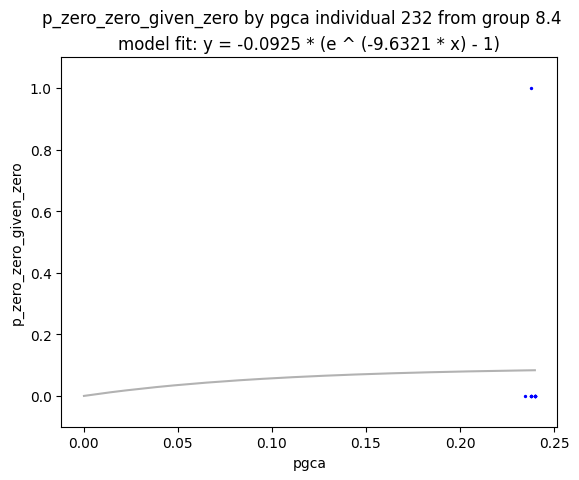 p_zero_zero_given_zero by pgca individual 232 from group 8.4
model fit: y = -0.0925 * (e ^ (-9.6321 * x) - 1)
1.0
0.8
0.6
0.4
0.2
0.0
p_zero_zero_given_zero
0.00 0.05 0.10 0.15 0.20 0.25
pgca